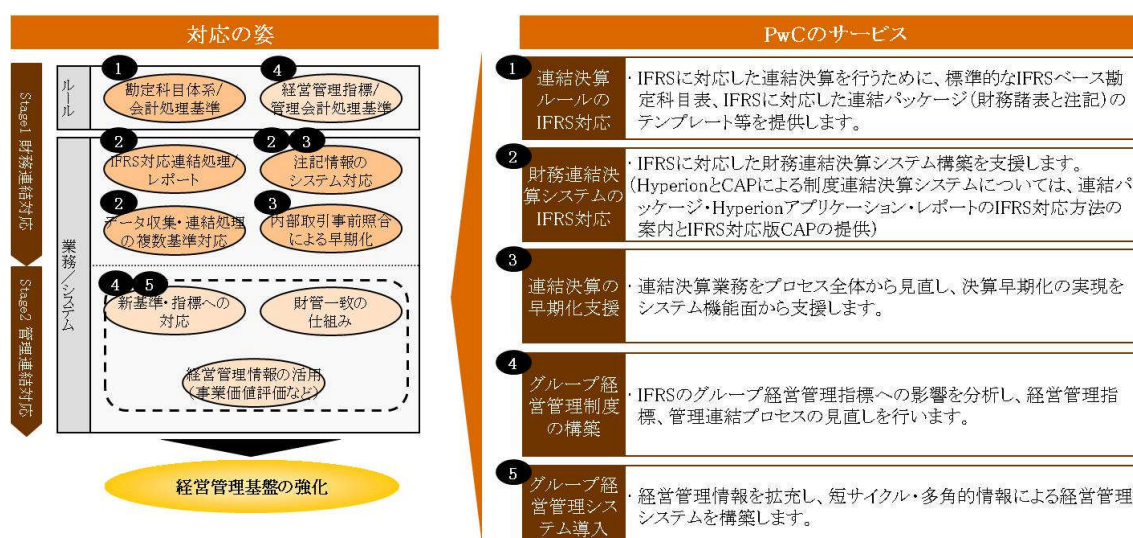 対応の姿
Stage1 財務連結対応
Stage2 管理連結対応
ルール
1
勘定科目体系/
会計処理基準
4
経営管理指標/
管理会計処理基準
業務/システム
2
IFRS対応連結処理/
レポート
2 3
注記情報の
システム対応
2
データ収集・連結処理
の複数基準対応
3
内部取引事前照合
による早期化
4 5
新基準・指標への
対応
財管一致の
仕組み
経営管理情報の活用
(事業価値評価など)
経営管理基盤の強化
PwCのサービス
1
連結決算
ルールの
IFRS対応
・IFRSに対応した連結決算を行うために、標準的なIFRSベース勘
定科目表、IFRSに対応した連結パッケージ(財務諸表と注記)の
テンプレート等を提供します。
2
財務連結決
算システムの
IFRS対応
・IFRSに対応した財務連結決算システム構築を支援します。
(HyperionとCAPによる制度連結決算システムについては、連結パ
ッケージ・Hyperionアプリケーション・レポートのIFRS対応方法の
案内とIFRS対応版CAPの提供)
3
連結決算の
早期化支援
・連結決算業務をプロセス全体から見直し、決算早期化の実現を
システム機能面から支援します。
4
グループ経
営管理制度
の構築
・IFRSのグループ経営管理指標への影響を分析し、経営管理指
標、管理連結プロセスの見直しを行います。
5
グループ経
営管理シス
テム導入
・経営管理情報を拡充し、短サイクル・多角的情報による経営管理
システムを構築します。